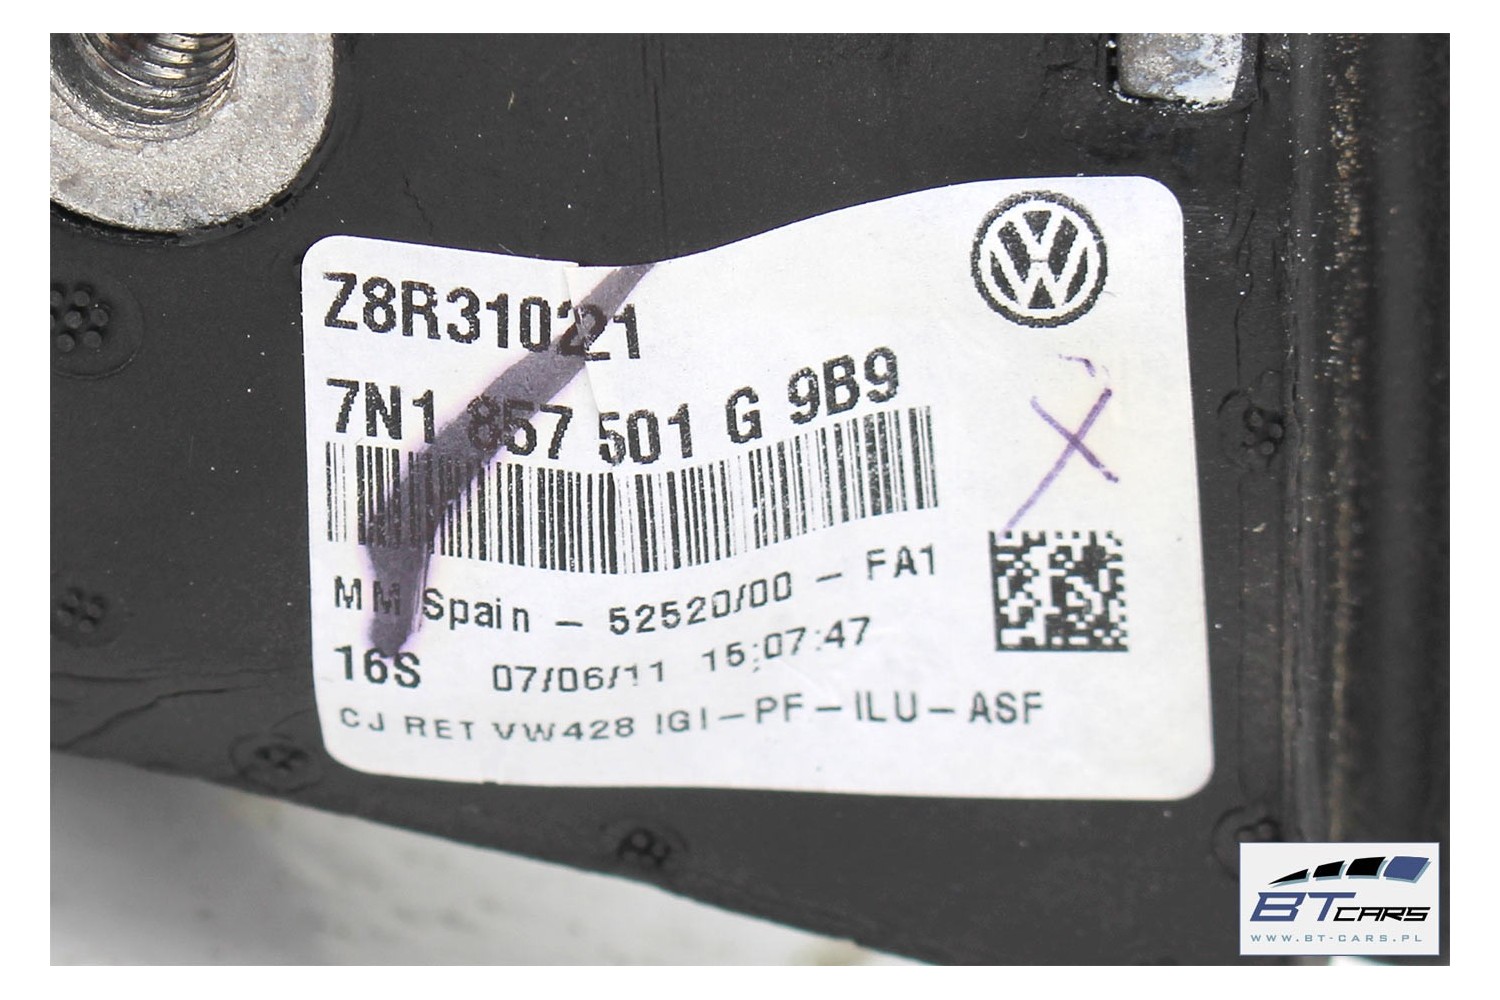 Z8R31021
7N1 857 501 G 9B9
MM Spain - 52520/00 - FA1
16S 07/06/11 15:07:47
CJ RET VW428 IGI-PF-ILU-ASF
BT CARS
WWW.BT-CARS.PL